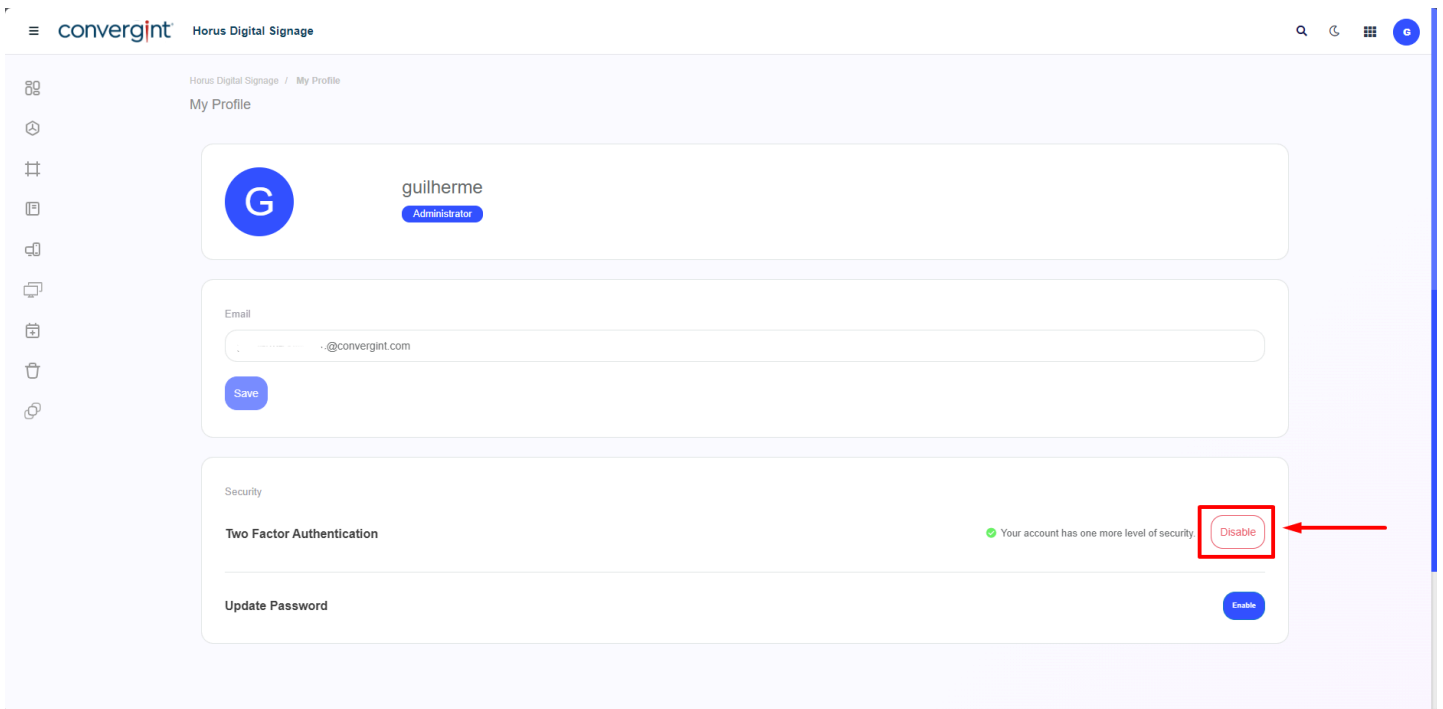 convergint
Horus Digital Signage
G
Horus Digital Signage / My Profile
My Profile
G
guilherme
Administrator
Email
@convergint.com
Save
Security
Two Factor Authentication
Your account has one more level of security.
Disable
Update Password
Enable